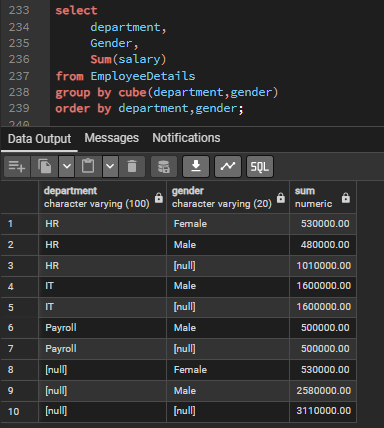 233 select
234 department,
235 Gender,
236 Sum(salary)
237 from EmployeeDetails
238 group by cube(department,gender)
239 order by department,gender;
240
Data Output Messages Notifications
SQL
department gender sum
character varying (100) character varying (20) numeric
1 HR Female 530000.00
2 HR Male 480000.00
3 HR [null] 1010000.00
4 IT Male 1600000.00
5 IT [null] 1600000.00
6 Payroll Male 500000.00
7 Payroll [null] 500000.00
8 [null] Female 530000.00
9 [null] Male 2580000.00
10 [null] [null] 3110000.00